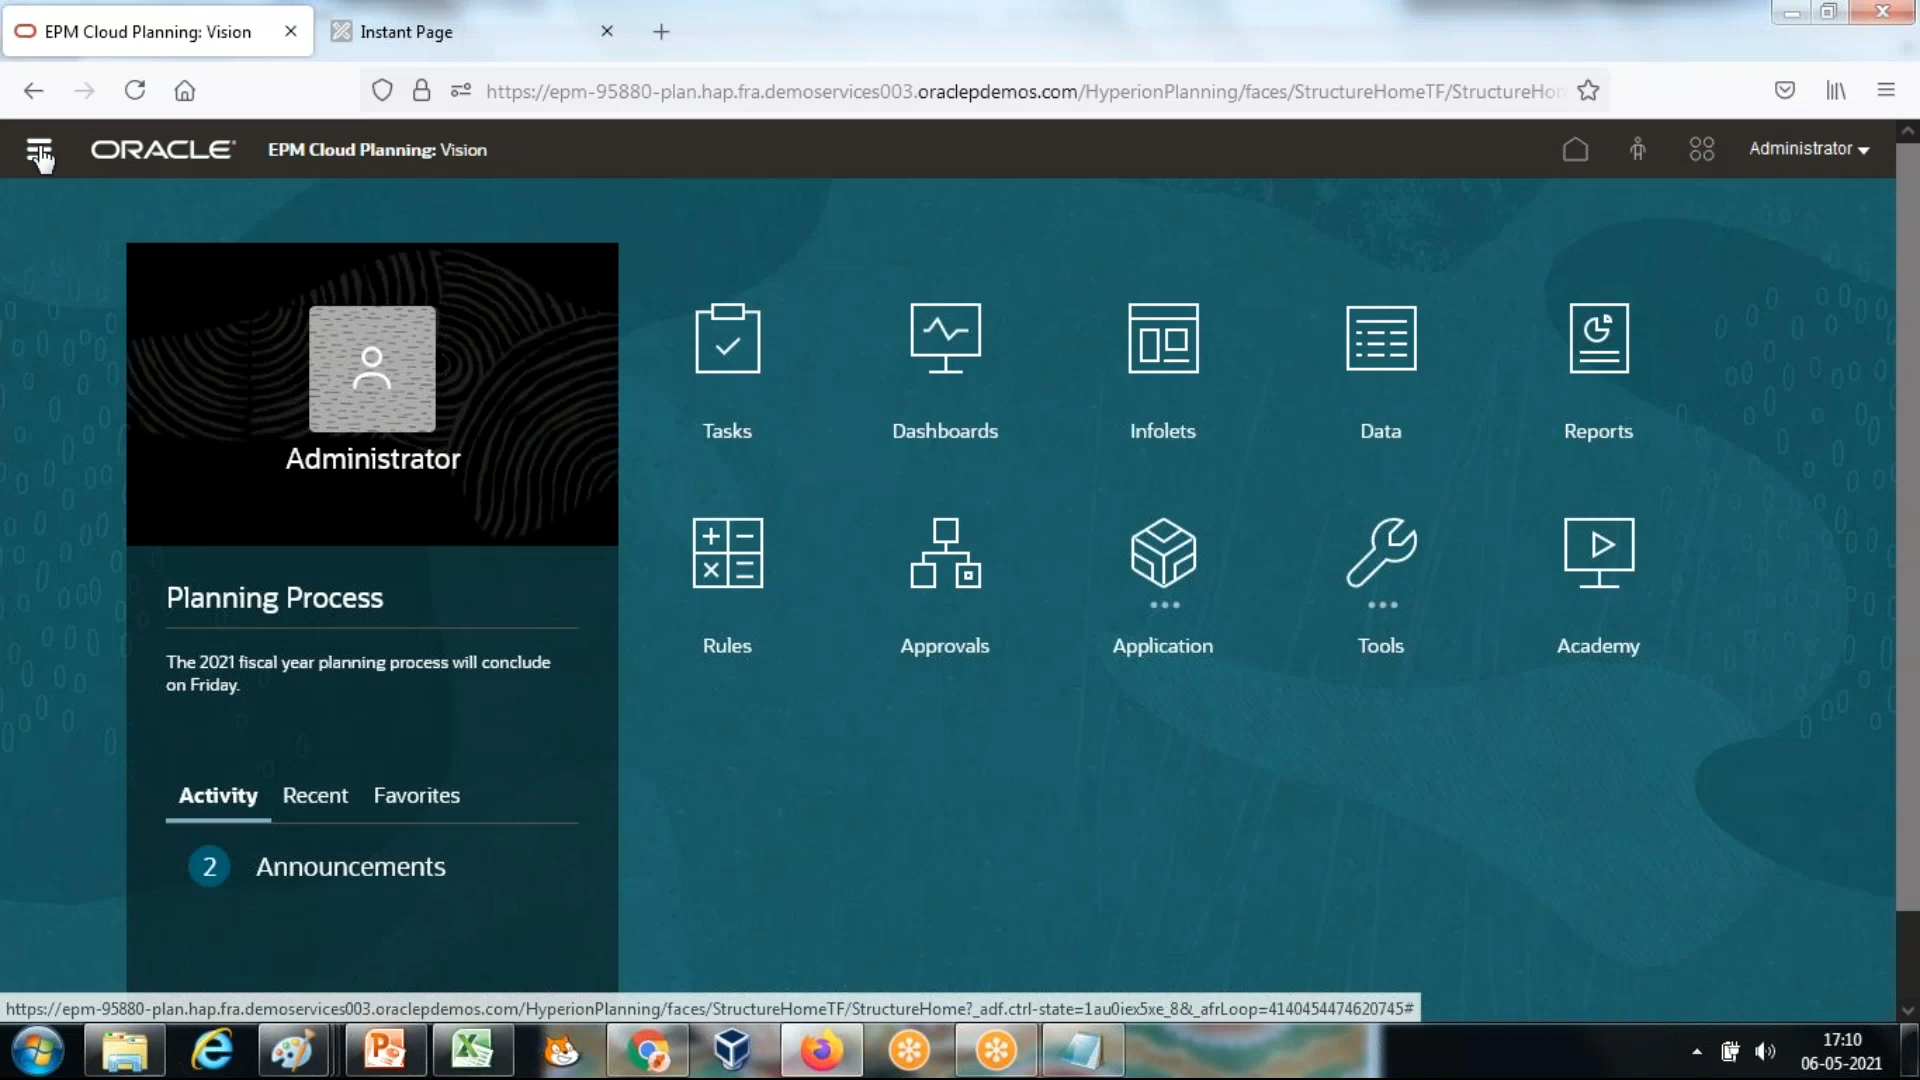 EPM Cloud Planning: Vision
Instant Page
https://epm-95880-plan.hap.fra.demoservices003.oraclepdemos.com/HyperionPlanning/faces/StructureHomeTF/StructureHom
ORACLE
EPM Cloud Planning: Vision
Administrator
Administrator
Tasks
Dashboards
Infolets
Data
Reports
Rules
Approvals
Application
Tools
Academy
Planning Process
The 2021 fiscal year planning process will conclude
on Friday.
Activity Recent Favorites
2 Announcements
https://epm-95880-plan.hap.fra.demoservices003.oraclepdemos.com/HyperionPlanning/faces/StructureHomeTF/StructureHome?_adf.ctrl-state=1au0iex5xe_8&_afrLoop=4140454474620745#
17:10
06-05-2021